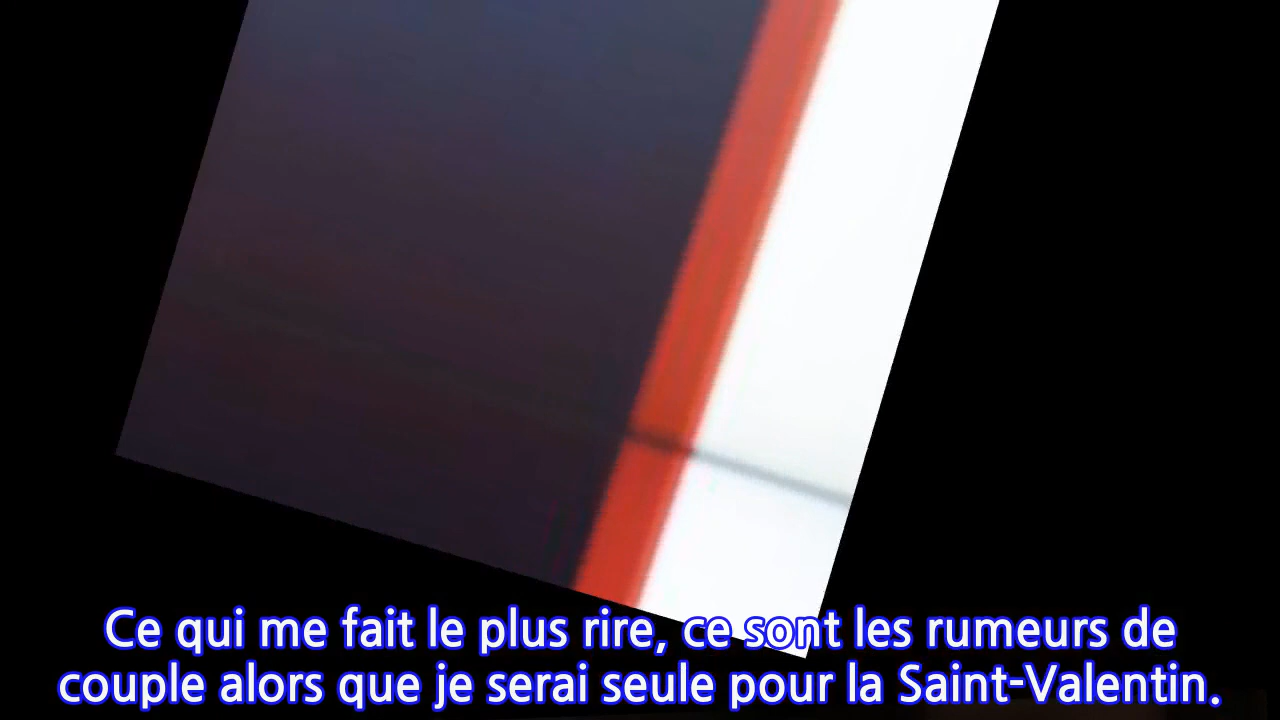 Ce qui me fait le plus rire, ce sont les rumeurs de
couple alors que je serai seule pour la Saint-Valentin.